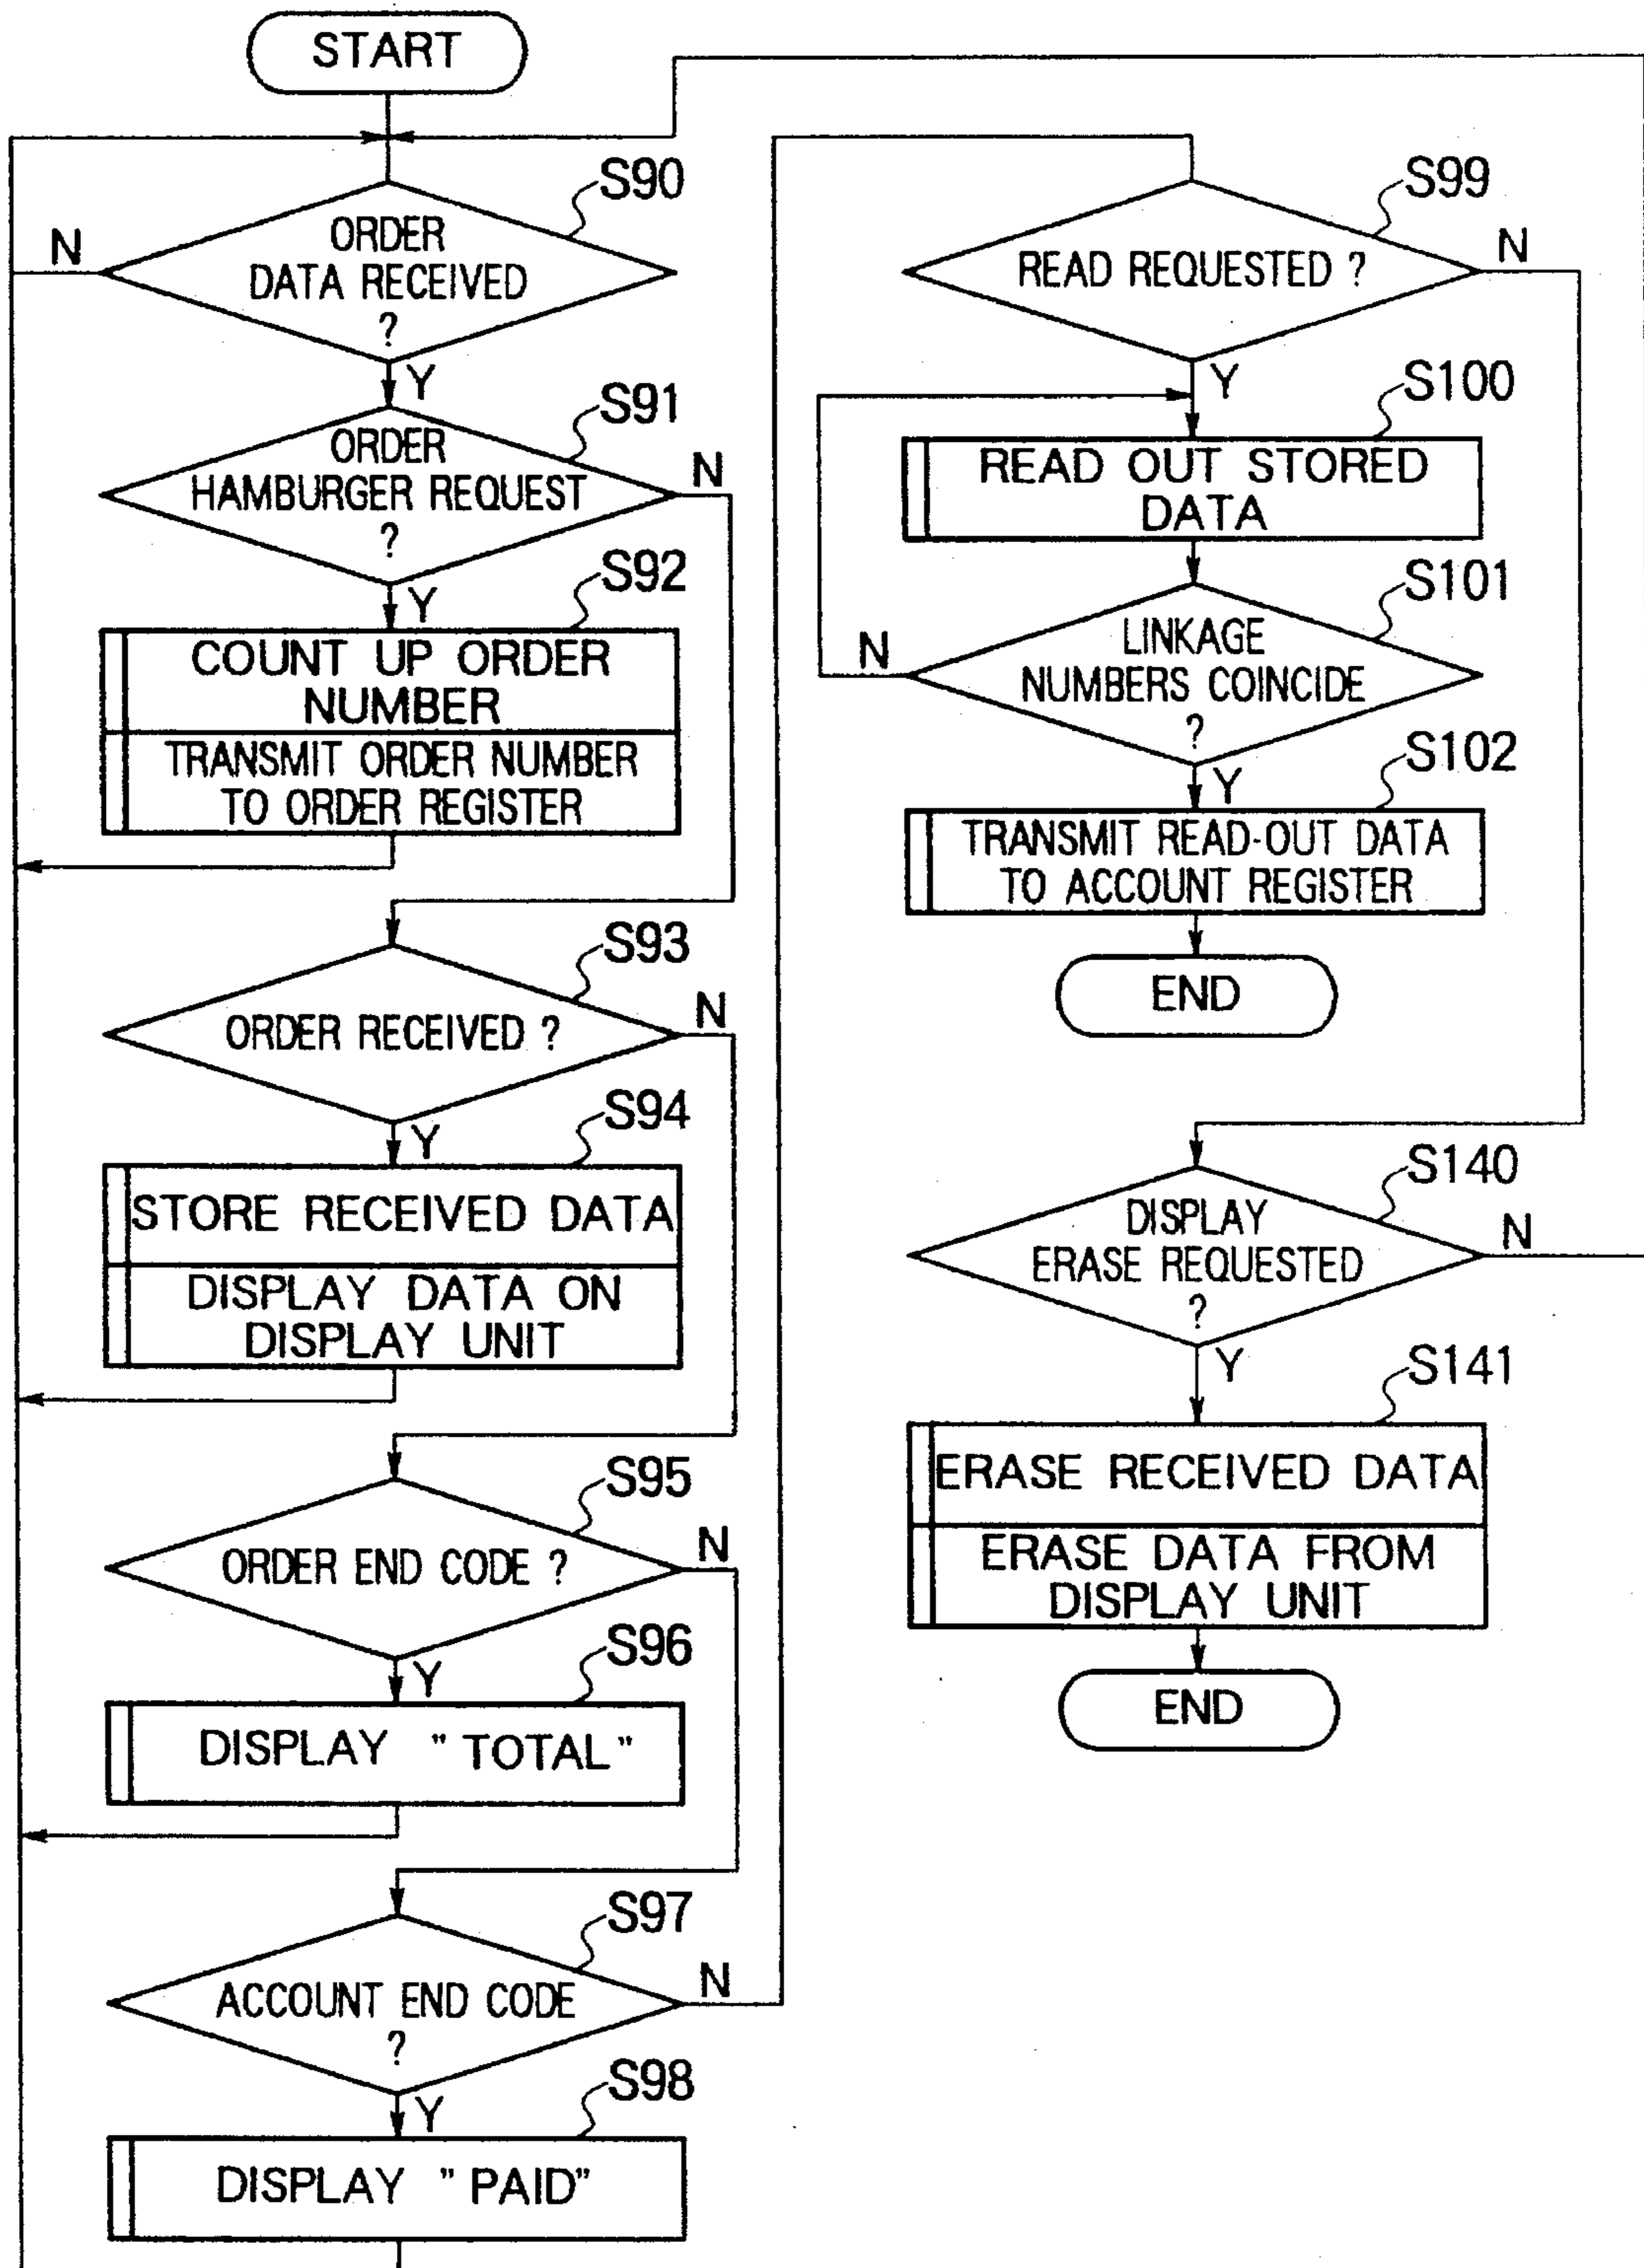 START
S90
ORDER
DATA RECEIVED
?
N
Y
S91
ORDER
HAMBURGER REQUEST
?
N
Y
S92
COUNT UP ORDER
NUMBER
TRANSMIT ORDER NUMBER
TO ORDER REGISTER
S93
ORDER RECEIVED ?
N
Y
S94
STORE RECEIVED DATA
DISPLAY DATA ON
DISPLAY UNIT
S95
ORDER END CODE ?
N
Y
S96
DISPLAY "TOTAL"
S97
ACCOUNT END CODE
?
N
Y
S98
DISPLAY "PAID"
S99
READ REQUESTED ?
N
Y
S100
READ OUT STORED
DATA
S101
LINKAGE
NUMBERS COINCIDE
?
N
Y
S102
TRANSMIT READ-OUT DATA
TO ACCOUNT REGISTER
END
S140
DISPLAY
ERASE REQUESTED
?
N
Y
S141
ERASE RECEIVED DATA
ERASE DATA FROM
DISPLAY UNIT
END